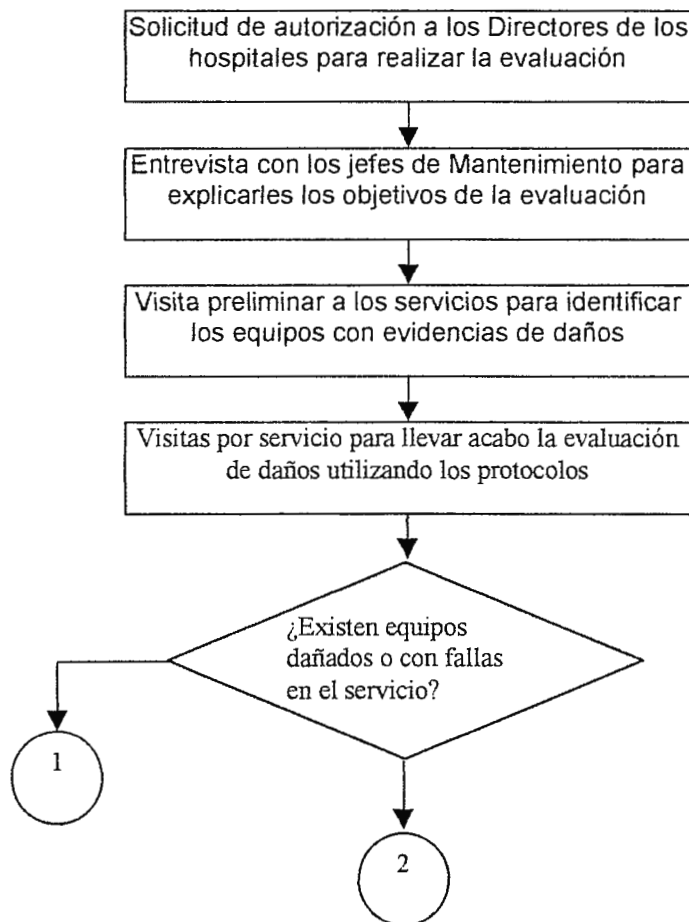 Solicitud de autorización a los Directores de los
hospitales para realizar la evaluación
Entrevista con los jefes de Mantenimiento para
explicarles los objetivos de la evaluación
Visita preliminar a los servicios para identificar
los equipos con evidencias de daños
Visitas por servicio para llevar acabo la evaluación
de daños utilizando los protocolos
¿Existen equipos
dañados o con fallas
en el servicio?
1
2